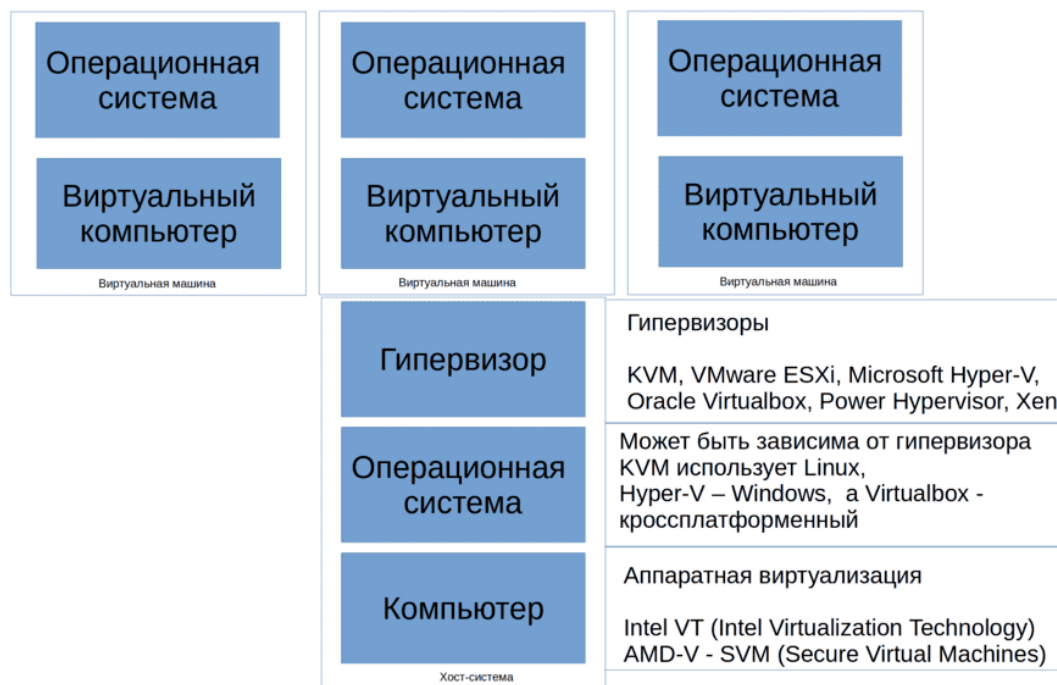 Операционная
система
Виртуальный
компьютер
Виртуальная машина
Операционная
система
Виртуальный
компьютер
Виртуальная машина
Операционная
система
Виртуальный
компьютер
Виртуальная машина
Гипервизор
Гипервизоры
KVM, VMware ESXi, Microsoft Hyper-V,
Oracle Virtualbox, Power Hypervisor, Xen
Операционная
система
Может быть зависима от гипервизора
KVM использует Linux,
Hyper-V – Windows, а Virtualbox -
кроссплатформенный
Компьютер
Аппаратная виртуализация
Intel VT (Intel Virtualization Technology)
AMD-V - SVM (Secure Virtual Machines)
Хост-система